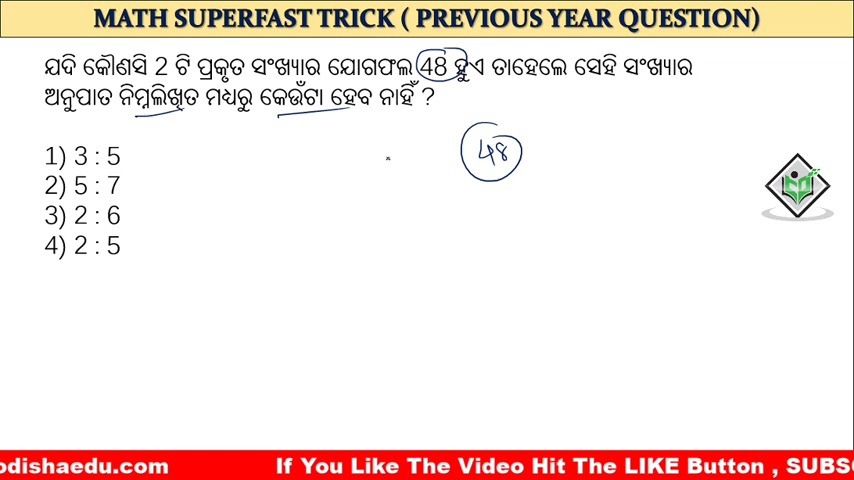 MATH SUPERFAST TRICK ( PREVIOUS YEAR QUESTION)
ଯଦି କୌଣସି 2 ଟି ପ୍ରକୃତ ସଂଖ୍ୟାର ଯୋଗଫଳ 48 ହୁଏ ତାହେଲେ ସେହି ସଂଖ୍ୟାର
ଅନୁପାତ ନିମ୍ନଲିଖିତ ମଧ୍ୟରୁ କେଉଁଟା ହେବ ନାହିଁ ?
48
1) 3 : 5
2) 5 : 7
3) 2 : 6
4) 2 : 5
odishaedu.com If You Like The Video Hit The LIKE Button , SUBS